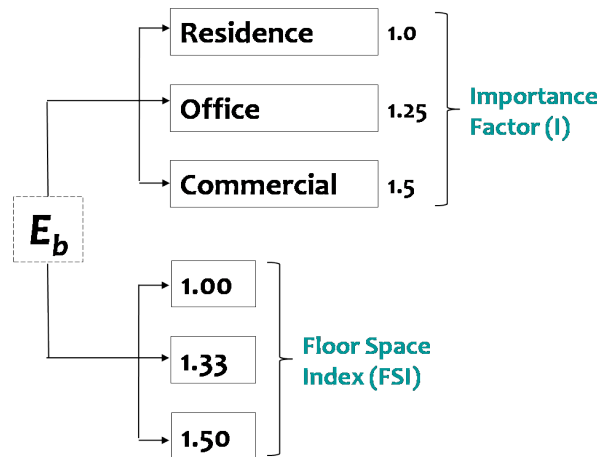 Residence 1.0
Office 1.25
Commercial 1.5
Importance
Factor (I)
E_b
1.00
1.33
1.50
Floor Space
Index (FSI)